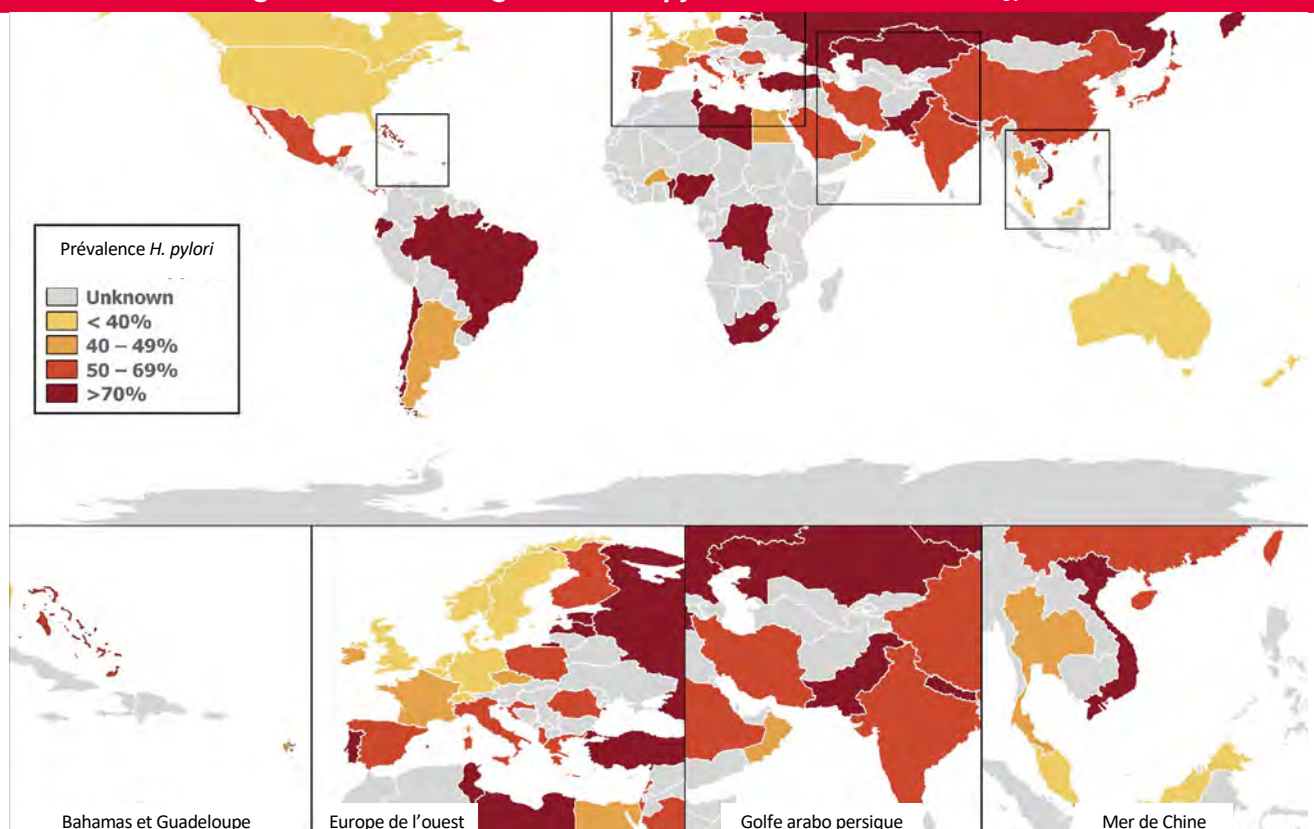 Prévalence H. pylori
Unknown
< 40%
40 – 49%
50 – 69%
>70%
Bahamas et Guadeloupe
Europe de l'ouest
Golfe arabo persique
Mer de Chine